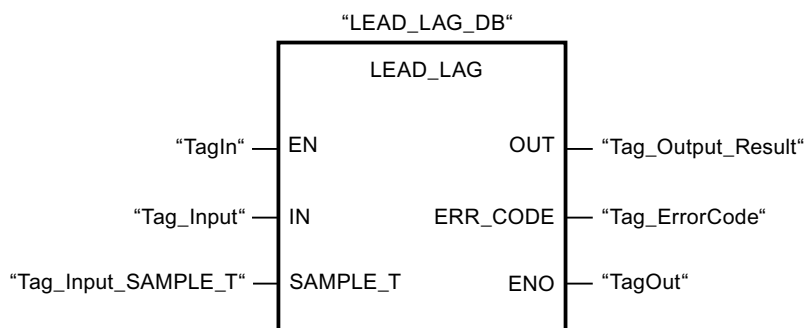 “LEAD_LAG_DB“
LEAD_LAG
“TagIn“ EN OUT “Tag_Output_Result“
“Tag_Input“ IN ERR_CODE “Tag_ErrorCode“
“Tag_Input_SAMPLE_T“ SAMPLE_T ENO “TagOut“